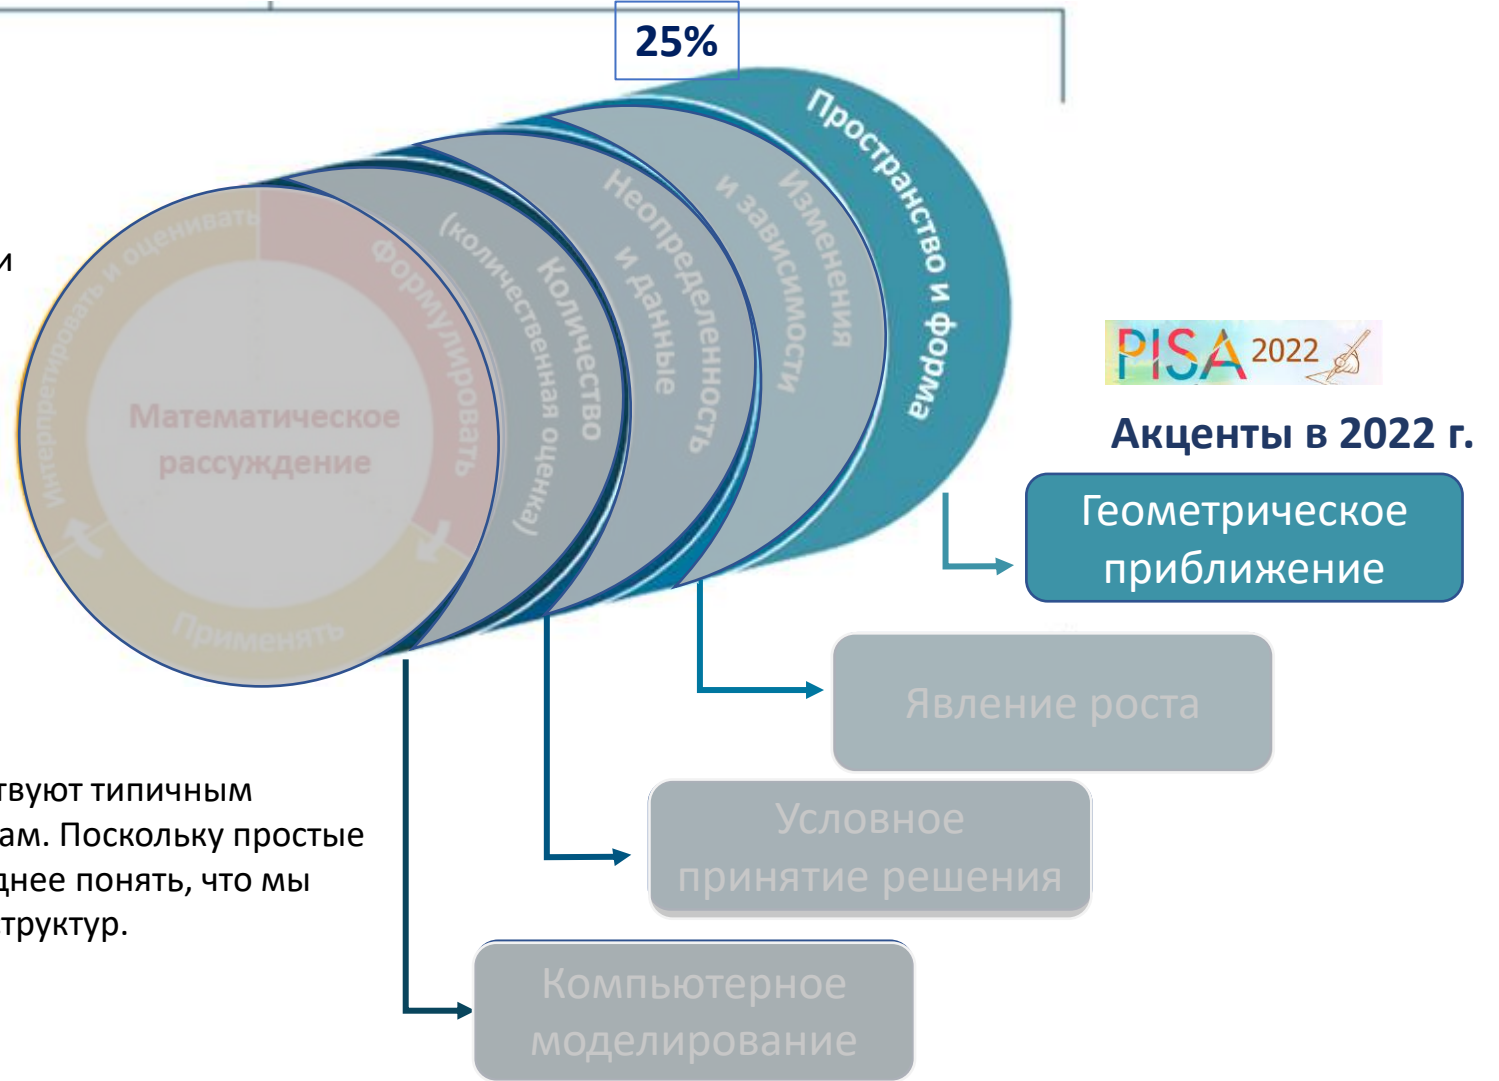 25%
Пространство и форма
Изменения
и зависимости
Неопределенность
и данные
Количество
(количественная оценка)
Интерпретировать и оценивать
Формулировать
Применять
Математическое
рассуждение
и
PISA 2022
Акценты в 2022 г.
Геометрическое
приближение
Явление роста
Условное
принятие решения
Компьютерное
моделирование
твуют типичным
ам. Поскольку простые
днее понять, что мы
труктур.